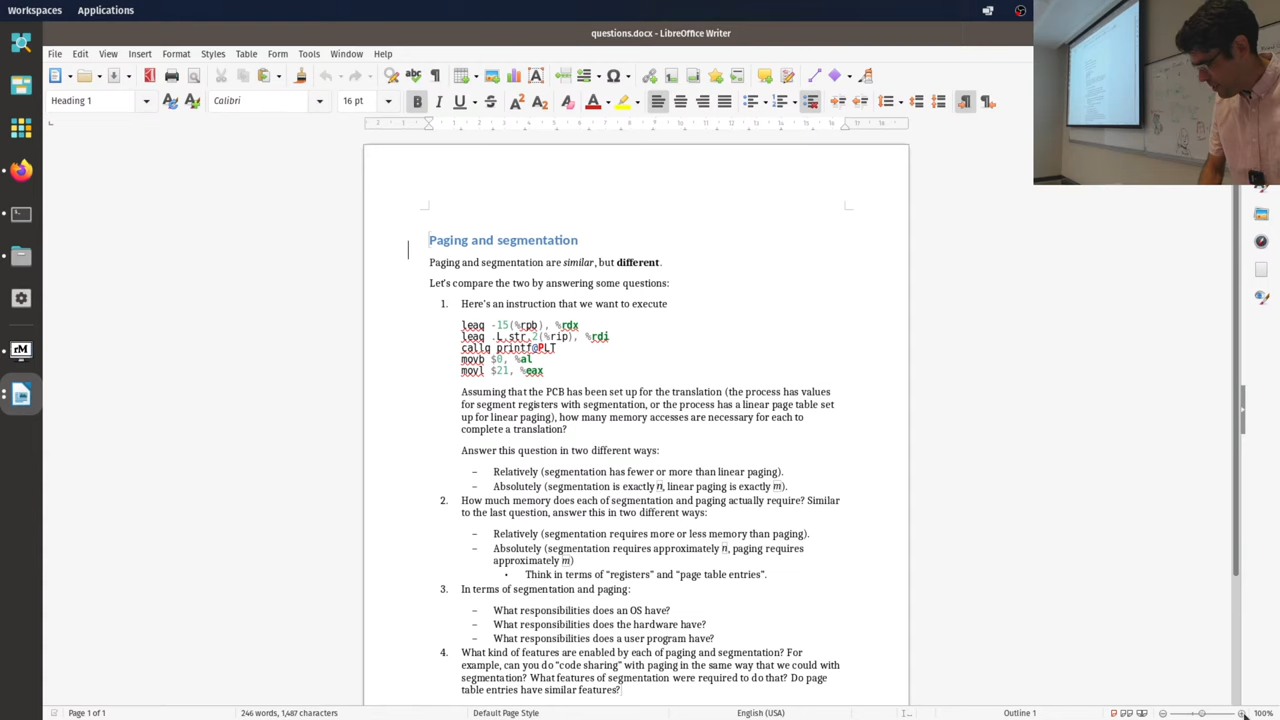 Workspaces Applications
questions.docx - LibreOffice Writer
File Edit View Insert Format Styles Table Form Tools Window Help
Heading 1 Calibri 16 pt
Paging and segmentation
Paging and segmentation are similar, but different.
Let's compare the two by answering some questions:
1. Here's an instruction that we want to execute
leaq -15(%rpb), %rdx
leaq .L.str.2(%rip), %rdi
callq printf@PLT
movb $0, %al
movl $21, %eax
Assuming that the PCB has been set up for the translation (the process has values
for segment registers with segmentation, or the process has a linear page table set
up for linear paging), how many memory accesses are necessary for each to
complete a translation?
Answer this question in two different ways:
– Relatively (segmentation has fewer or more than linear paging).
– Absolutely (segmentation is exactly n, linear paging is exactly m).
2. How much memory does each of segmentation and paging actually require? Similar
to the last question, answer this in two different ways:
– Relatively (segmentation requires more or less memory than paging).
– Absolutely (segmentation requires approximately n, paging requires
approximately m)
• Think in terms of "registers" and "page table entries".
3. In terms of segmentation and paging:
– What responsibilities does an OS have?
– What responsibilities does the hardware have?
– What responsibilities does a user program have?
4. What kind of features are enabled by each of paging and segmentation? For
example, can you do "code sharing" with paging in the same way that we could with
segmentation? What features of segmentation were required to do that? Do page
table entries have similar features?
Page 1 of 1 246 words, 1,487 characters Default Page Style English (USA) Outline 1 100%